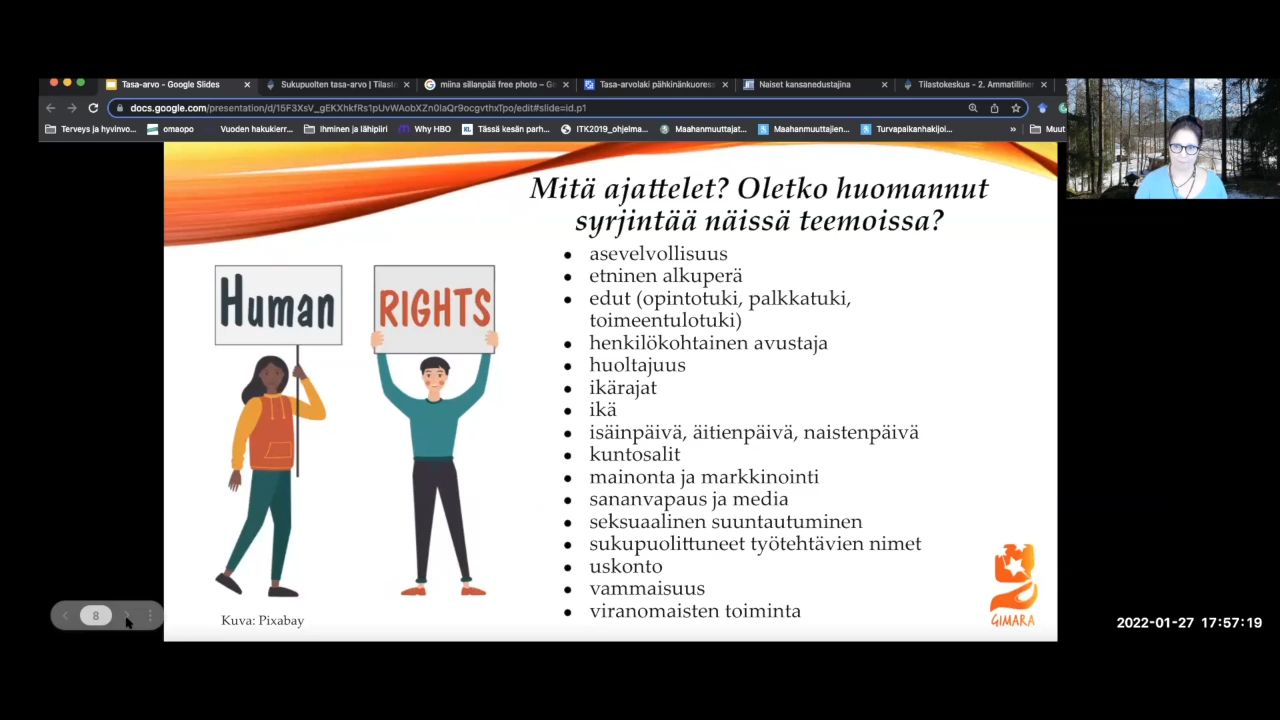 Tasa-arvo - Google Slides
Sukupuolten tasa-arvo | Tilast
miina sillanpää free photo – Go
Tasa-arvolaki pähkinänkuores
Naiset kansanedustajina
Tilastokeskus - 2. Ammatilliner
docs.google.com/presentation/d/15F3XsV_gEKXhkfRs1pUvWAobXZn0laQr9ocgvthxTpo/edit#slide=id.p1
Terveys ja hyvinvo...
omaopo
Vuoden hakukierr...
Ihminen ja lähipiiri
Why HBO
Tässä kesän parh...
ITK2019_ohjelma...
Maahanmuuttajat...
Maahanmuuttajien...
Turvapaikanhakijoi...
»
Muut
Mitä ajattelet? Oletko huomannut
syrjintää näissä teemoissa?
• asevelvollisuus
• etninen alkuperä
• edut (opintotuki, palkkatuki,
toimeentulotuki)
• henkilökohtainen avustaja
• huoltajuus
• ikärajat
• ikä
• isäinpäivä, äitienpäivä, naistenpäivä
• kuntosalit
• mainonta ja markkinointi
• sananvapaus ja media
• seksuaalinen suuntautuminen
• sukupuolittuneet työtehtävien nimet
• uskonto
• vammaisuus
• viranomaisten toiminta
Human
RIGHTS
8
Kuva: Pixabay
GIMARA
2022-01-27 17:57:19